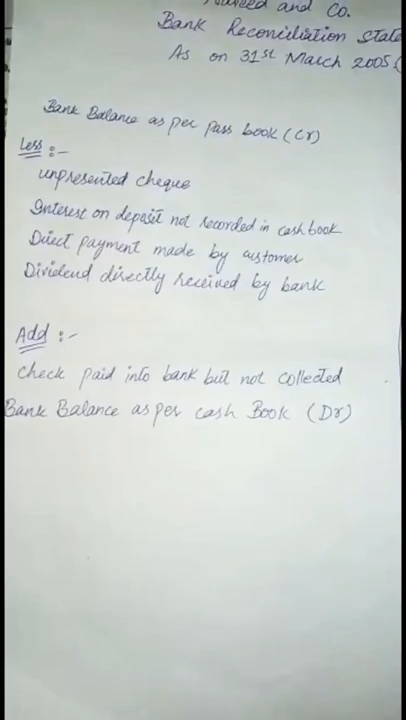 and Co.
Bank Reconciliation State
As on 31st March 2005 (
Bank Balance as per pass book (Cr)
Less :-
unpresented cheque
Interest on deposit not recorded in cashbook
Direct payment made by customer
Dividend directly received by bank
Add :-
check paid into bank but not collected
Bank Balance as per cash Book (Dr)